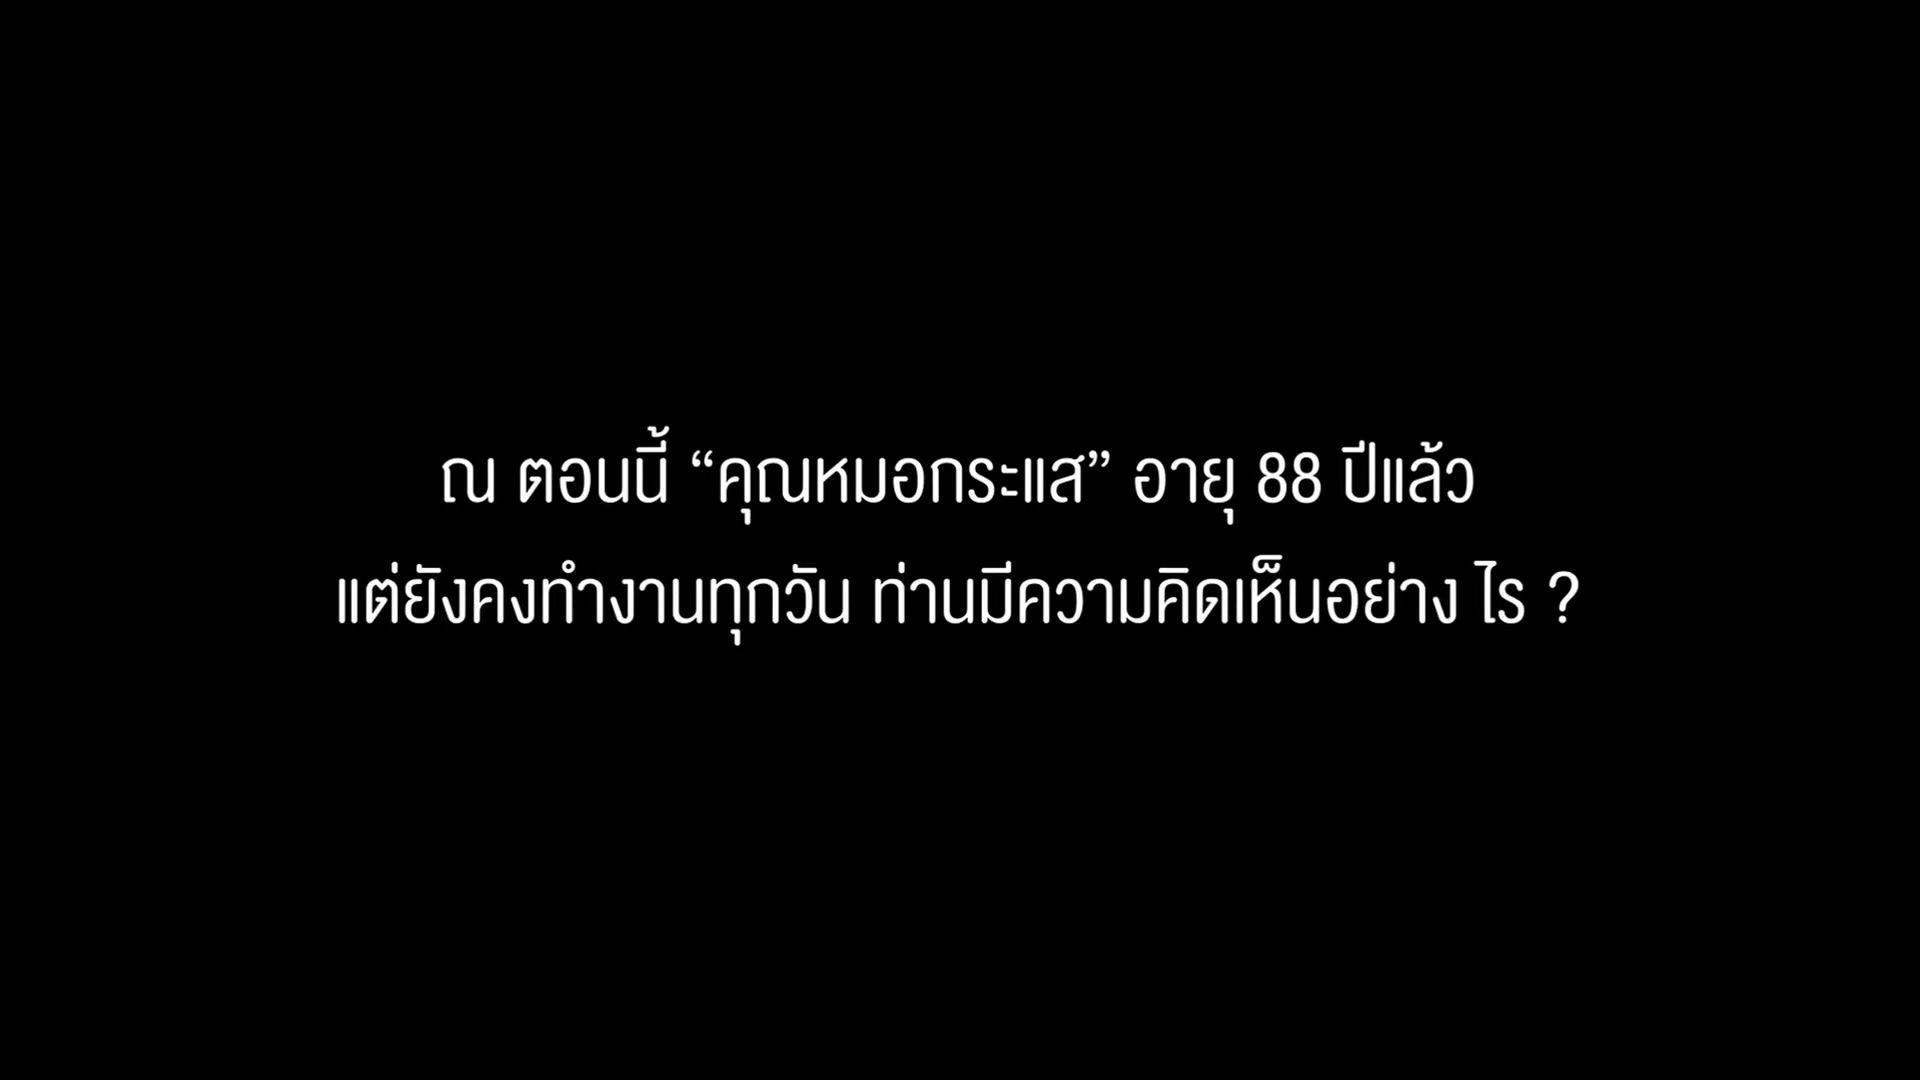 ณ ตอนนี้ “คุณหมอกระแส” อายุ 88 ปีแล้ว
แต่ยังคงทำงานทุกวัน ท่านมีความคิดเห็นอย่าง ไร ?